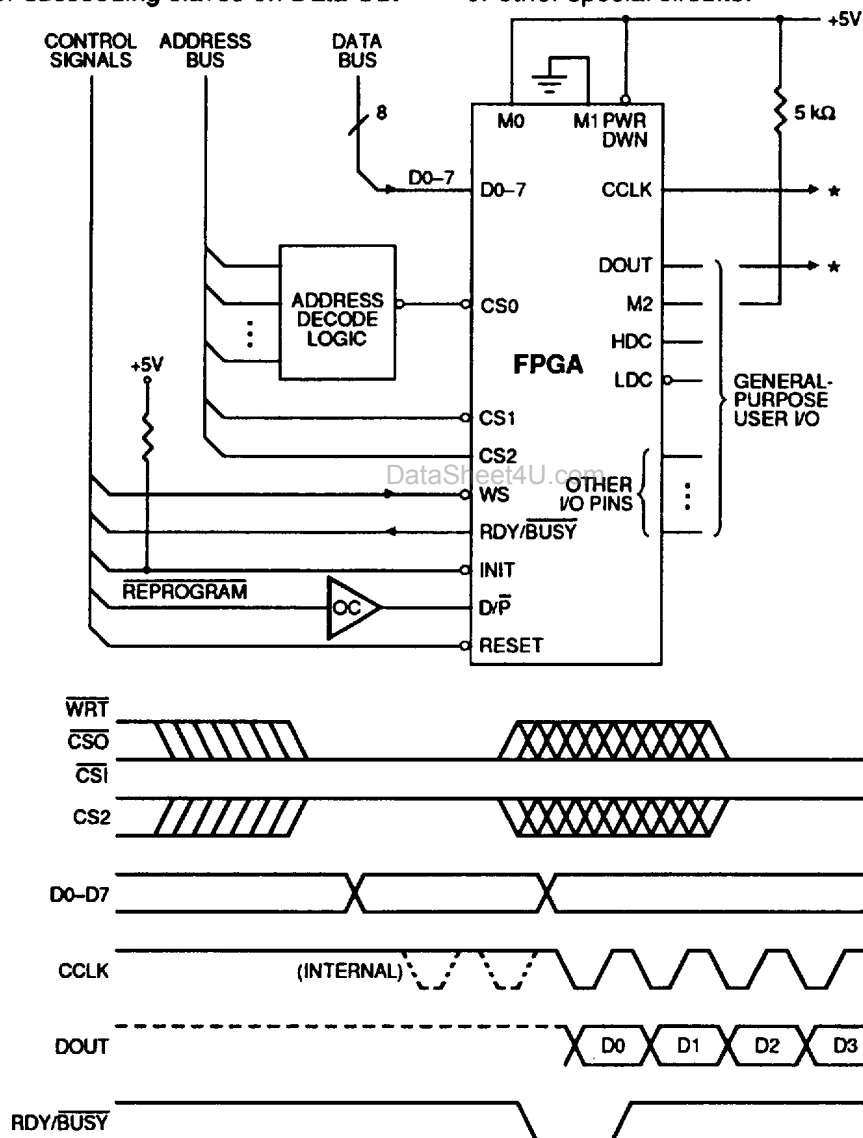 CONTROL SIGNALS
ADDRESS BUS
DATA BUS
+5V
8
5 kΩ
M0
M1
PWR DWN
D0–7
D0–7
CCLK
*
DOUT
*
ADDRESS DECODE LOGIC
CS0
M2
HDC
FPGA
LDC
GENERAL-PURPOSE USER I/O
+5V
CS1
CS2
DataSheet4U.com
OTHER I/O PINS
WS
RDY/BUSY
INIT
REPROGRAM
OC
D/P
RESET
WRT
CSO
CSI
CS2
D0–D7
CCLK
(INTERNAL)
DOUT
D0
D1
D2
D3
RDY/BUSY